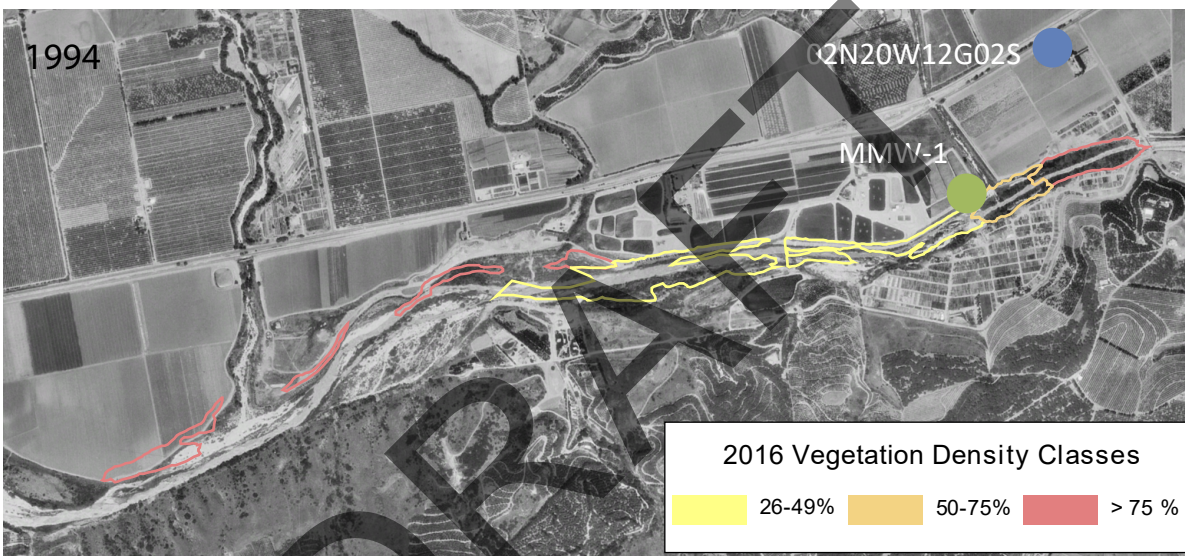 1994
02N20W12G02S
MMW-1
DRAFT
2016 Vegetation Density Classes
26-49%
50-75%
> 75 %